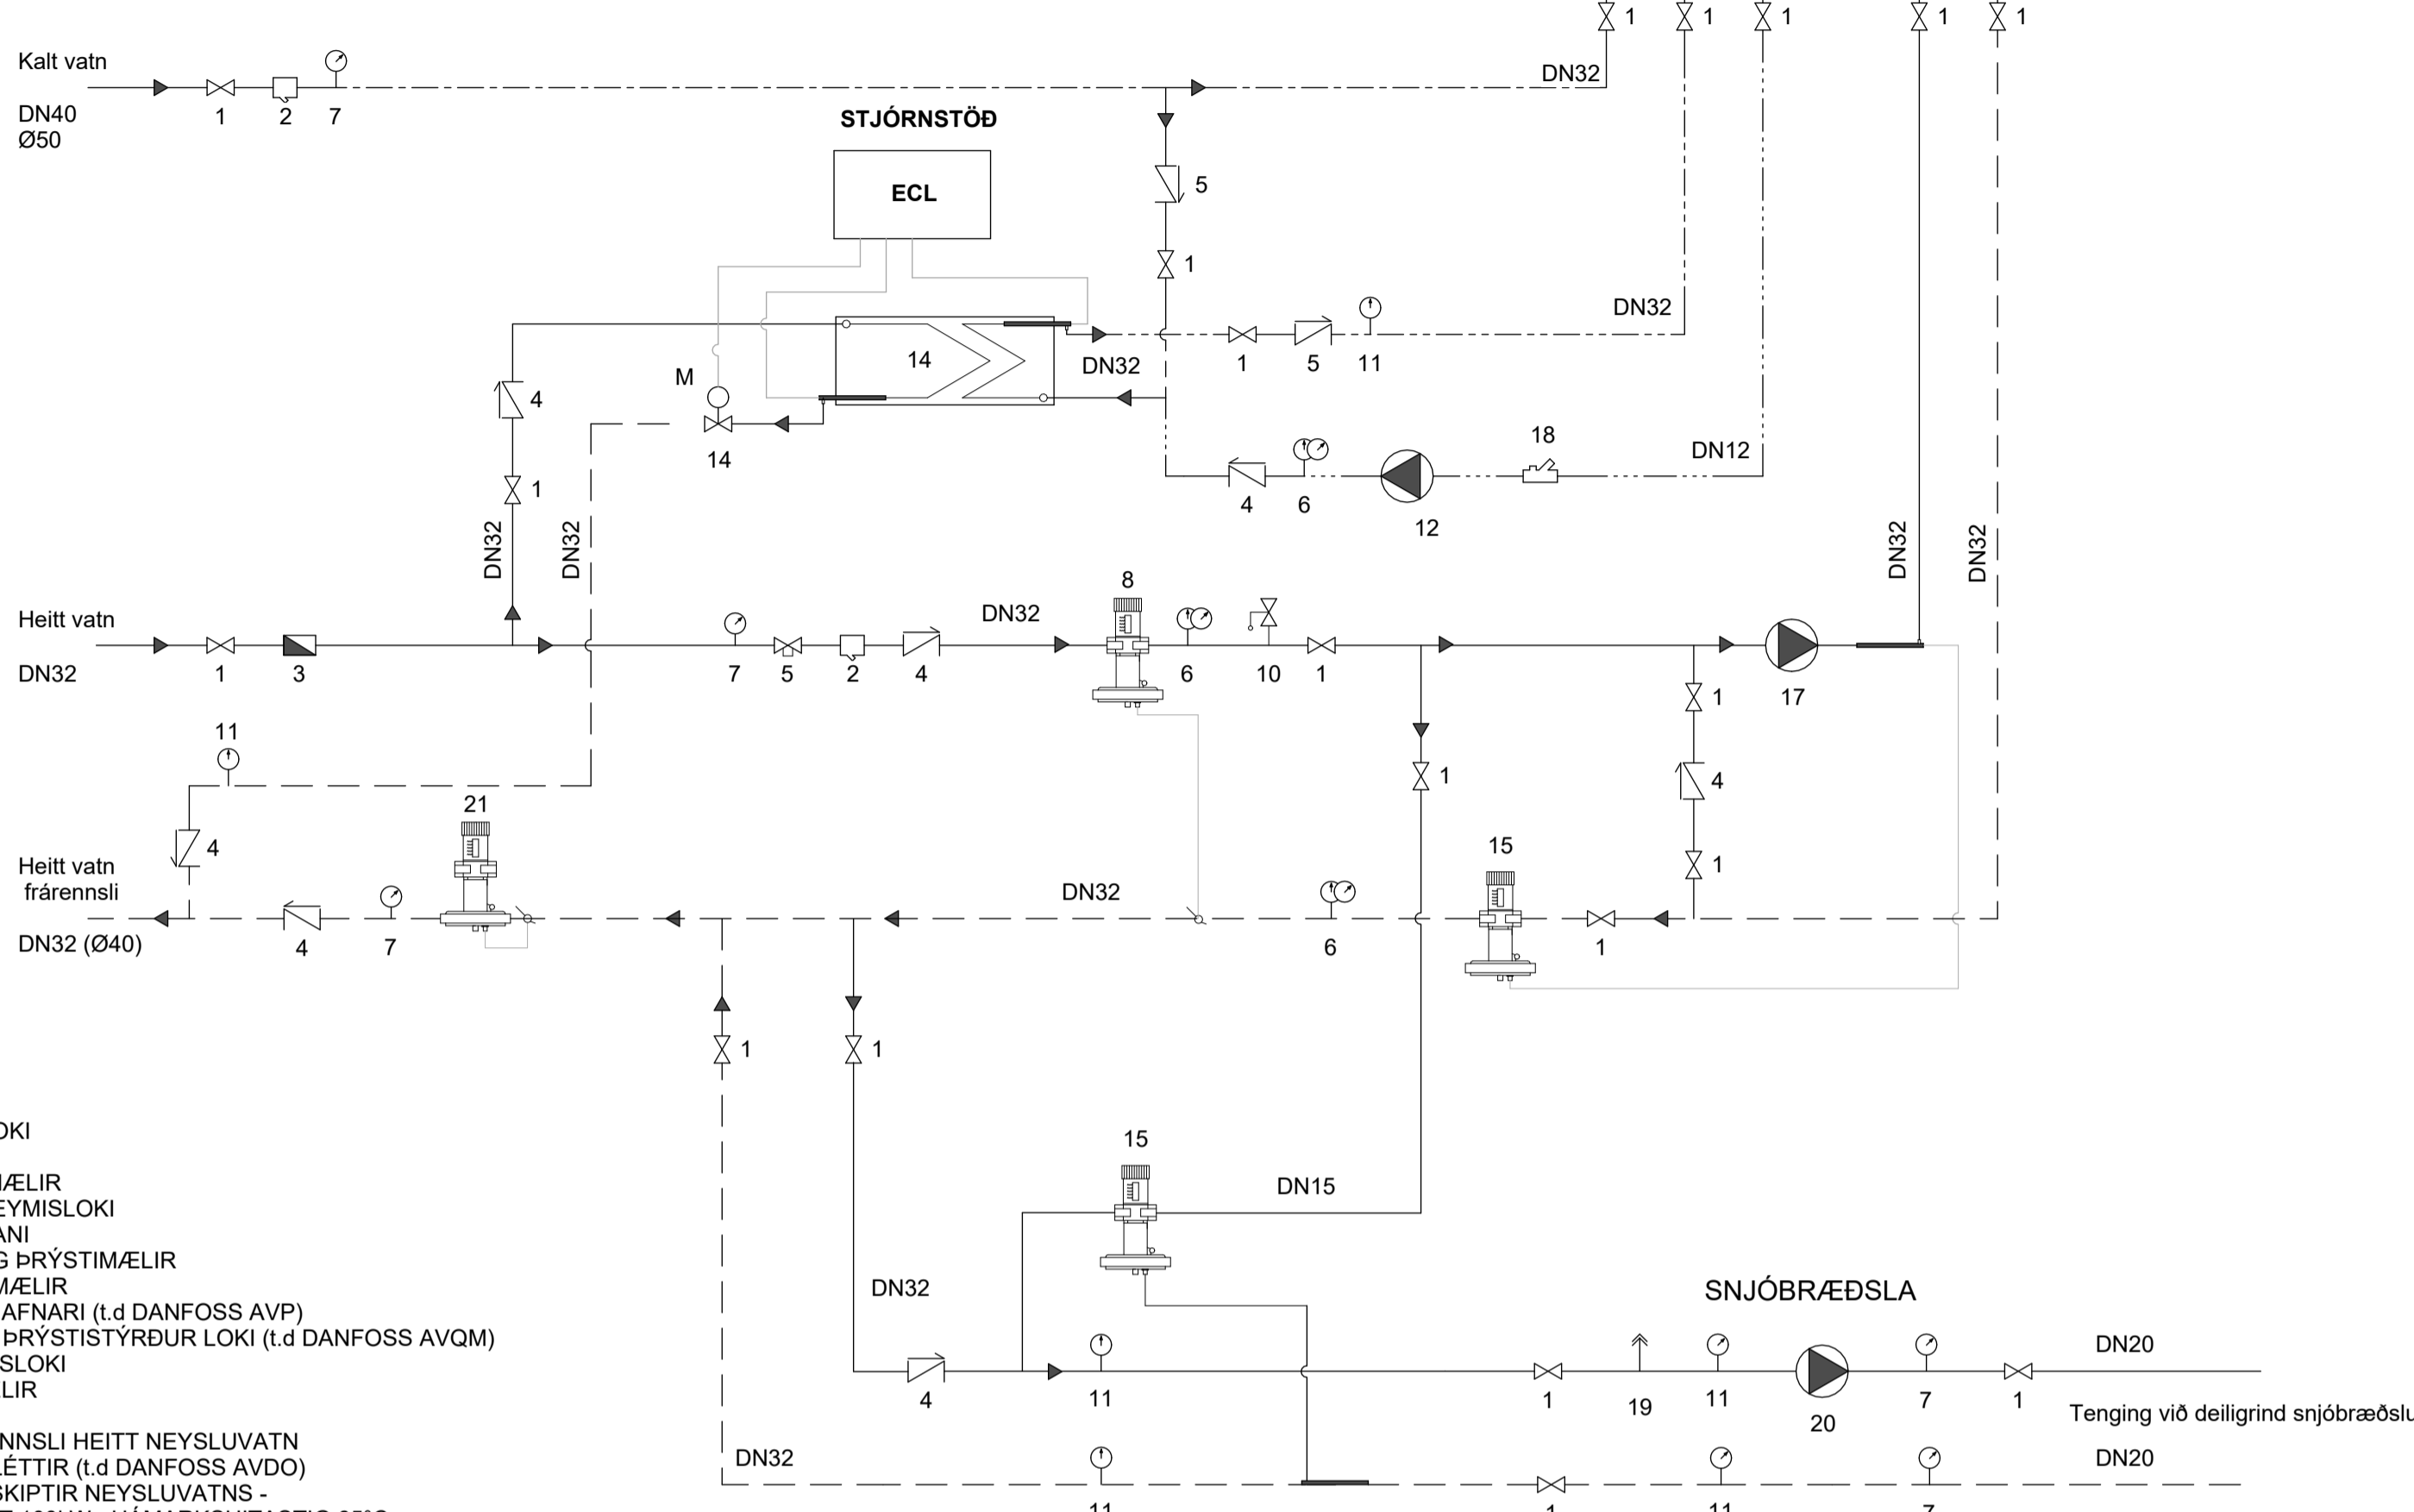 1 1 1 1 1
Kalt vatn
DN32
DN40
Ø50
1 2 7
STJÓRNSTÖÐ
ECL
5
1
DN32
14
DN32
1 5 11
M
4
14
18
DN12
1
4 6
12
DN32
DN32
DN32
DN32
8
Heitt vatn
DN32
DN32
1 3
7 5 2 4
6 10 1
17
1
11
1
4
21
4
15
1
Heitt vatn
frárennsli
DN32
DN32 (Ø40)
4 7
6
1
1 1
OKI
15
MÆLIR
EYMISLOKI
DN15
ANI
G ÞRÝSTIMÆLIR
MÆLIR
DN32
SNJÓBRÆÐSLA
AFNARI (t.d DANFOSS AVP)
ÞRÝSTISTÝRÐUR LOKI (t.d DANFOSS AVQM)
DN20
SLOKI
LIR
4 11 1 19 11 20 7 1
Tenging við deiligrind snjóbræðslu
NNSLI HEITT NEYSLUVATN
DN32
DN20
LÉTTIR (t.d DANFOSS AVDO)
SKIPTIR NEYSLUVATNS -
11 1 11 7